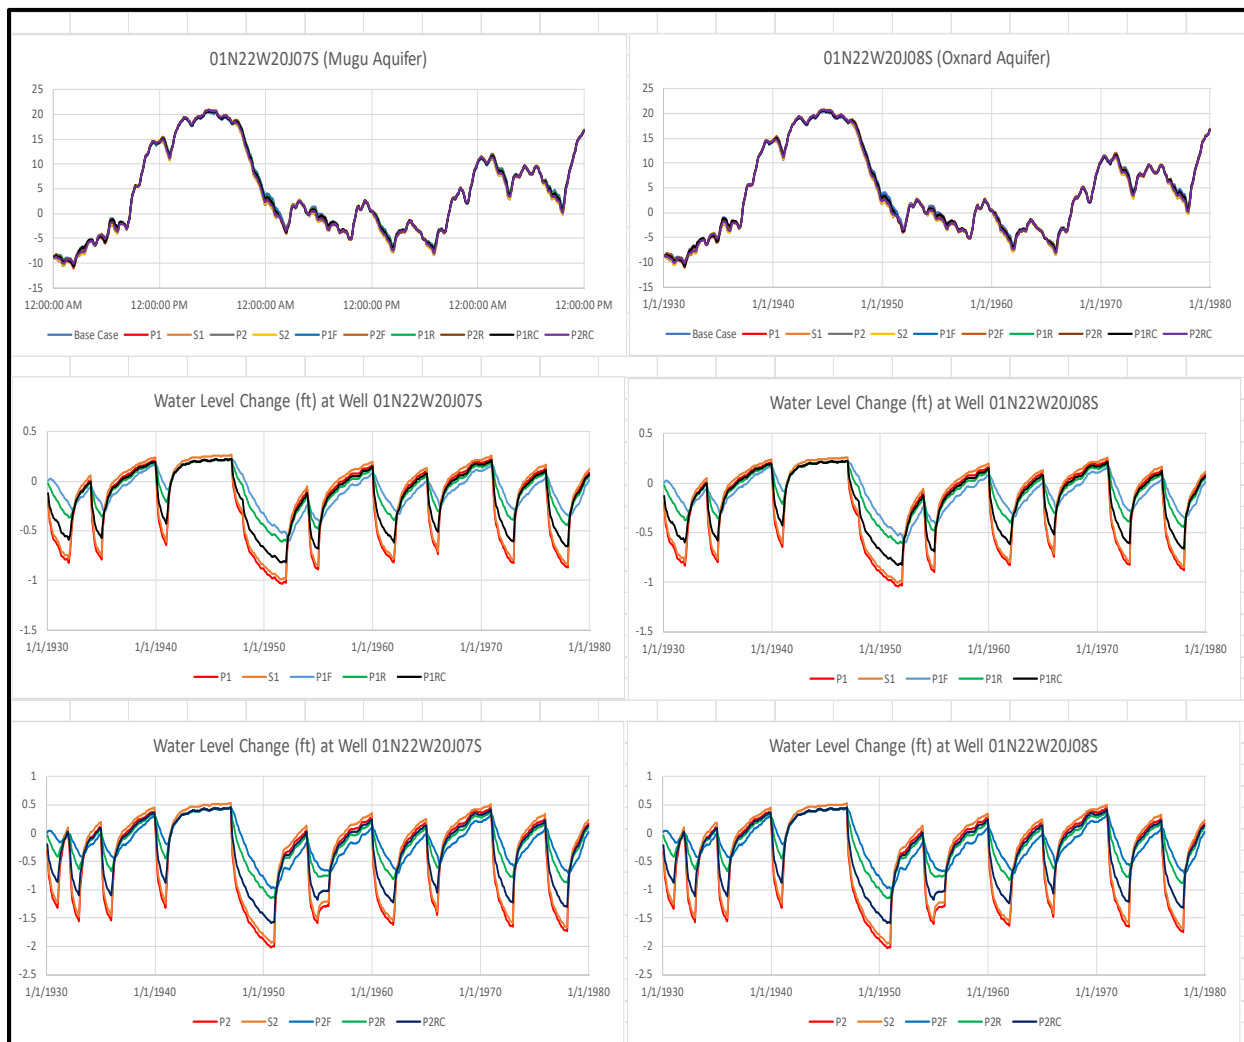 01N22W20J07S (Mugu Aquifer)
25
20
15
10
5
0
-5
-10
-15
12:00:00 AM 12:00:00 PM 12:00:00 AM 12:00:00 PM 12:00:00 AM 12:00:00 PM
Base Case P1 S1 P2 S2 P1F P2F P1R P2R P1RC P2RC
01N22W20J08S (Oxnard Aquifer)
25
20
15
10
5
0
-5
-10
-15
1/1/1930 1/1/1940 1/1/1950 1/1/1960 1/1/1970 1/1/1980
Base Case P1 S1 P2 S2 P1F P2F P1R P2R P1RC P2RC
Water Level Change (ft) at Well 01N22W20J07S
0.5
0
-0.5
-1
-1.5
1/1/1930 1/1/1940 1/1/1950 1/1/1960 1/1/1970 1/1/1980
P1 S1 P1F P1R P1RC
Water Level Change (ft) at Well 01N22W20J08S
0.5
0
-0.5
-1
-1.5
1/1/1930 1/1/1940 1/1/1950 1/1/1960 1/1/1970 1/1/1980
P1 S1 P1F P1R P1RC
Water Level Change (ft) at Well 01N22W20J07S
1
0.5
0
-0.5
-1
-1.5
-2
-2.5
1/1/1930 1/1/1940 1/1/1950 1/1/1960 1/1/1970 1/1/1980
P2 S2 P2F P2R P2RC
Water Level Change (ft) at Well 01N22W20J08S
1
0.5
0
-0.5
-1
-1.5
-2
-2.5
1/1/1930 1/1/1940 1/1/1950 1/1/1960 1/1/1970 1/1/1980
P2 S2 P2F P2R P2RC